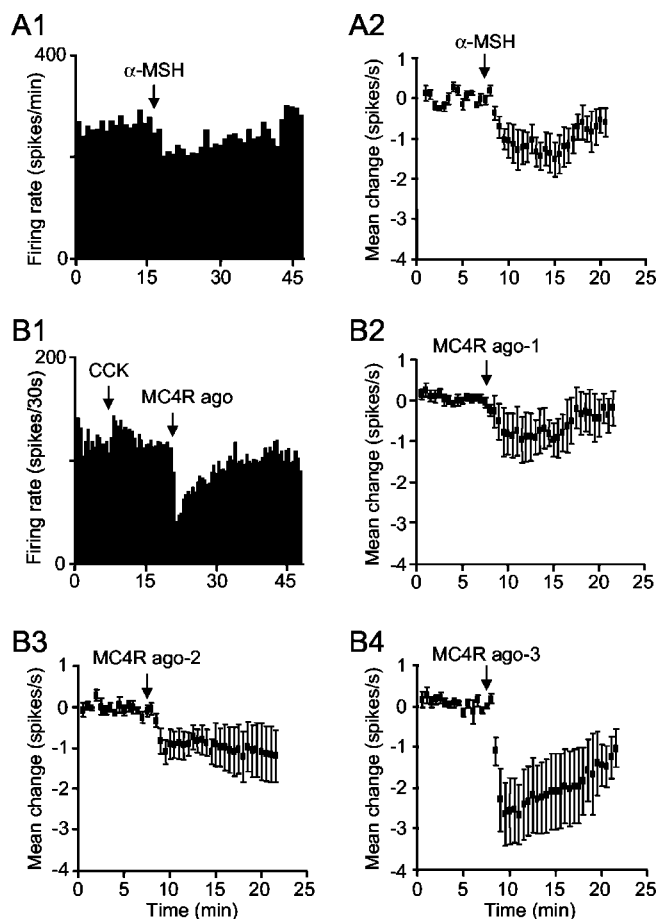 A1
400
α-MSH
Firing rate (spikes/min)
0
0 15 30 45
A2
α-MSH
Mean change (spikes/s)
1
0
-1
-2
-3
-4
0 5 10 15 20 25
B1
200
CCK
MC4R ago
Firing rate (spikes/30s)
0
0 15 30 45
B2
MC4R ago-1
Mean change (spikes/s)
1
0
-1
-2
-3
-4
0 5 10 15 20 25
B3
MC4R ago-2
Mean change (spikes/s)
1
0
-1
-2
-3
-4
0 5 10 15 20 25
Time (min)
B4
MC4R ago-3
Mean change (spikes/s)
1
0
-1
-2
-3
-4
0 5 10 15 20 25
Time (min)